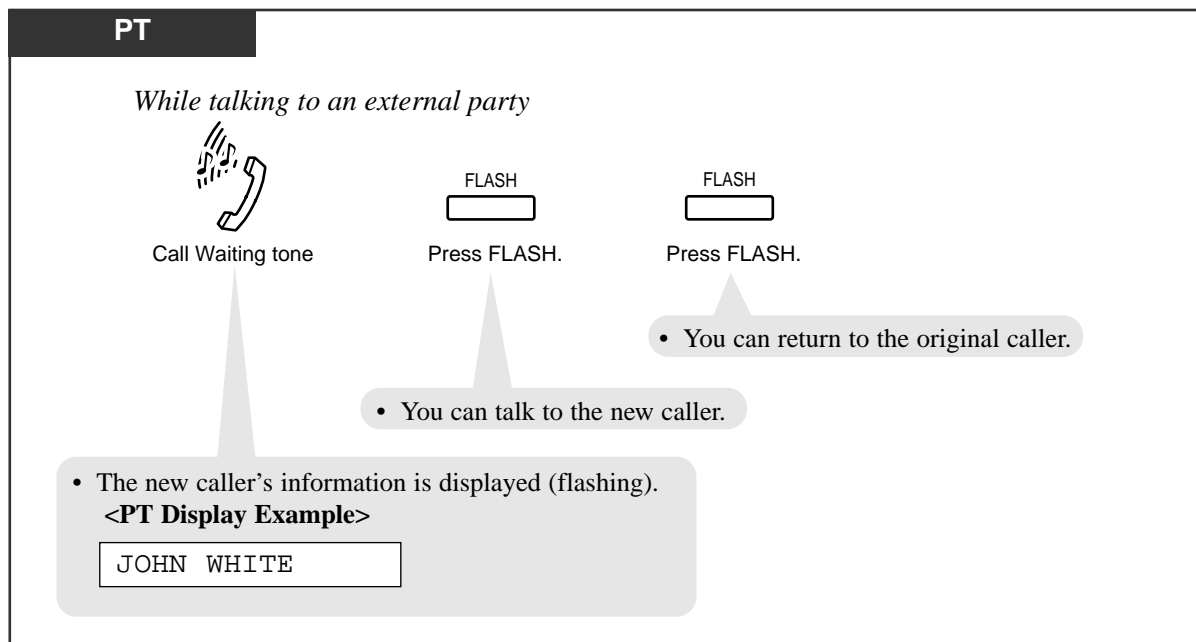 PT
While talking to an external party
FLASH
FLASH
Call Waiting tone
Press FLASH.
Press FLASH.
• You can return to the original caller.
• You can talk to the new caller.
• The new caller’s information is displayed (flashing).
<PT Display Example>
JOHN WHITE